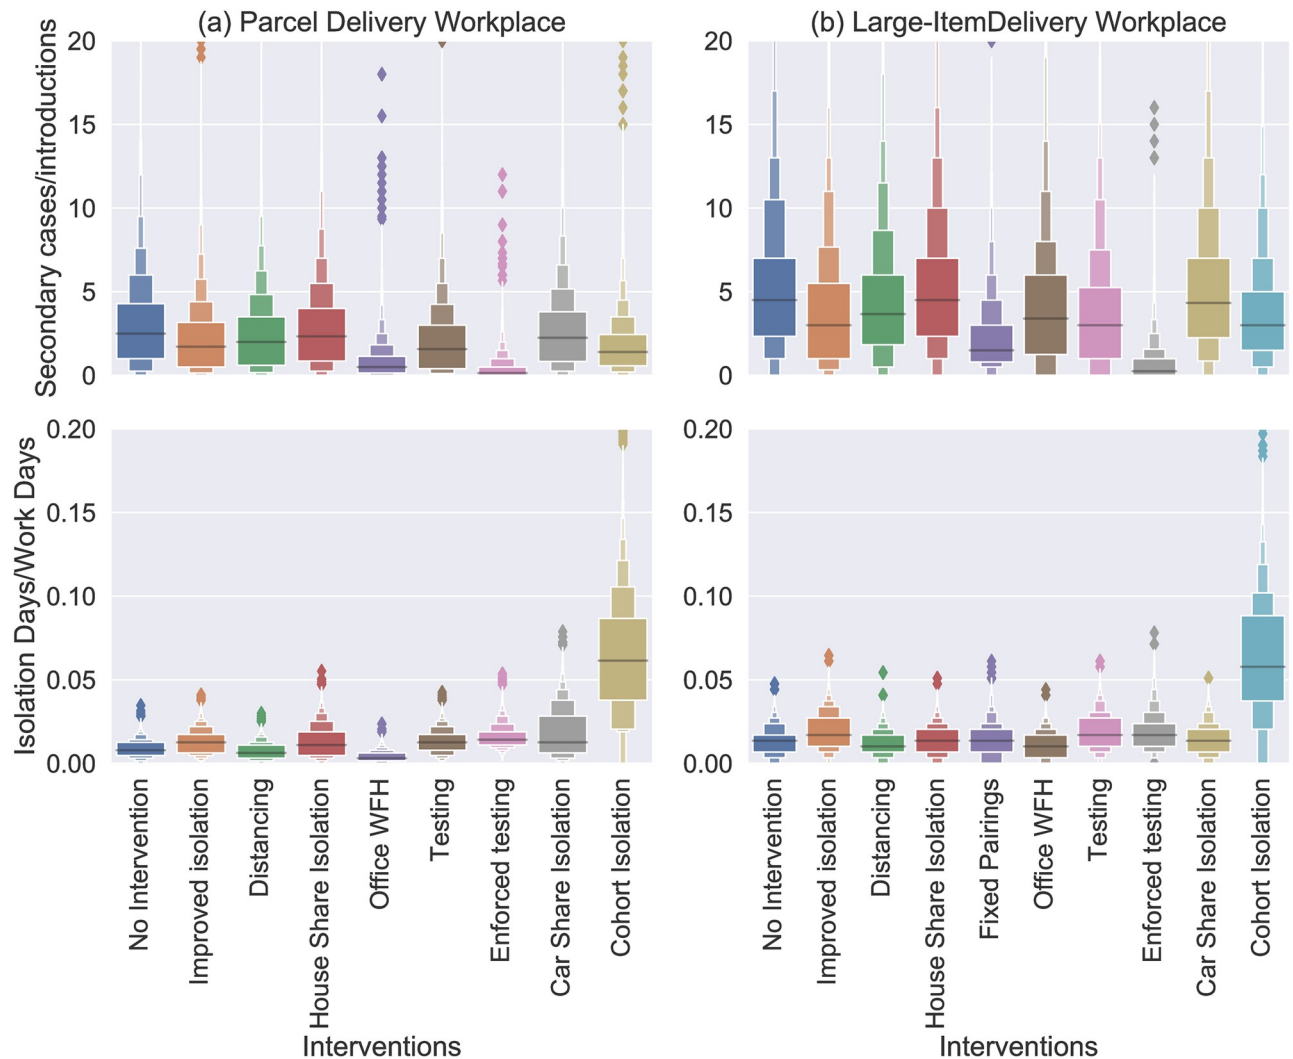 (a) Parcel Delivery Workplace
(b) Large-ItemDelivery Workplace
Secondary cases/introductions
20
15
10
5
0
20
15
10
5
0
Isolation Days/Work Days
0.20
0.15
0.10
0.05
0.00
0.20
0.15
0.10
0.05
0.00
No Intervention
Improved isolation
Distancing
House Share Isolation
Office WFH
Testing
Enforced testing
Car Share Isolation
Cohort Isolation
No Intervention
Improved isolation
Distancing
House Share Isolation
Fixed Pairings
Office WFH
Testing
Enforced testing
Car Share Isolation
Cohort Isolation
Interventions
Interventions